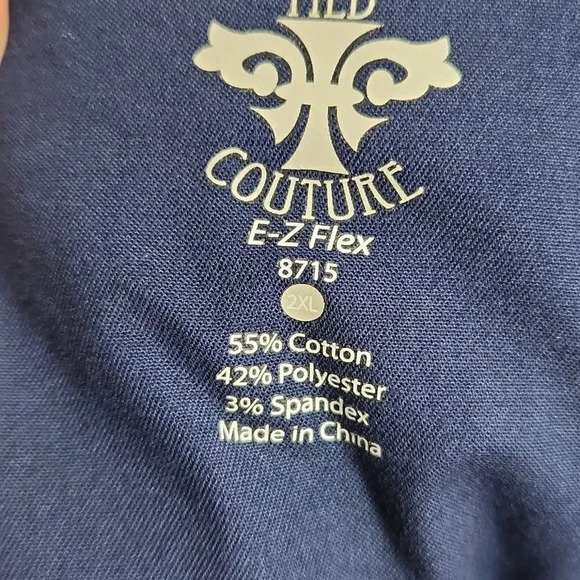 COUTURE
E-Z Flex
8715
2XL
55% Cotton
42% Polyester
3% Spandex
Made in China